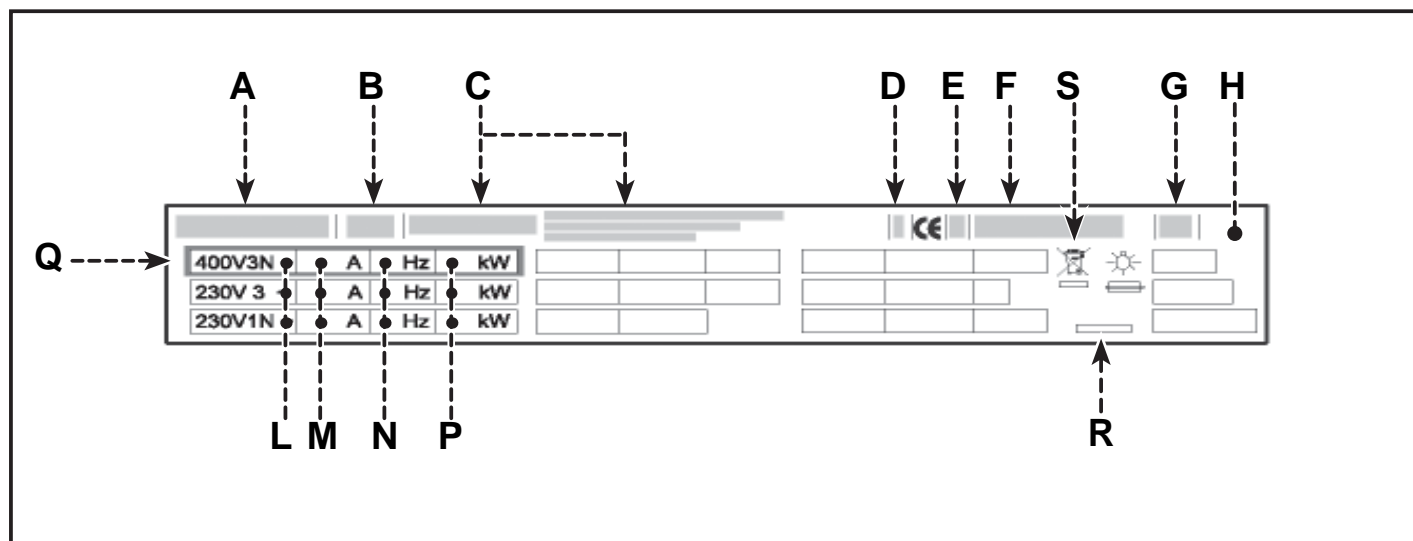 A B C D E F S G H
CE
Q
400V3N A Hz kW
230V 3 A Hz kW
230V1N A Hz kW
L M N P R